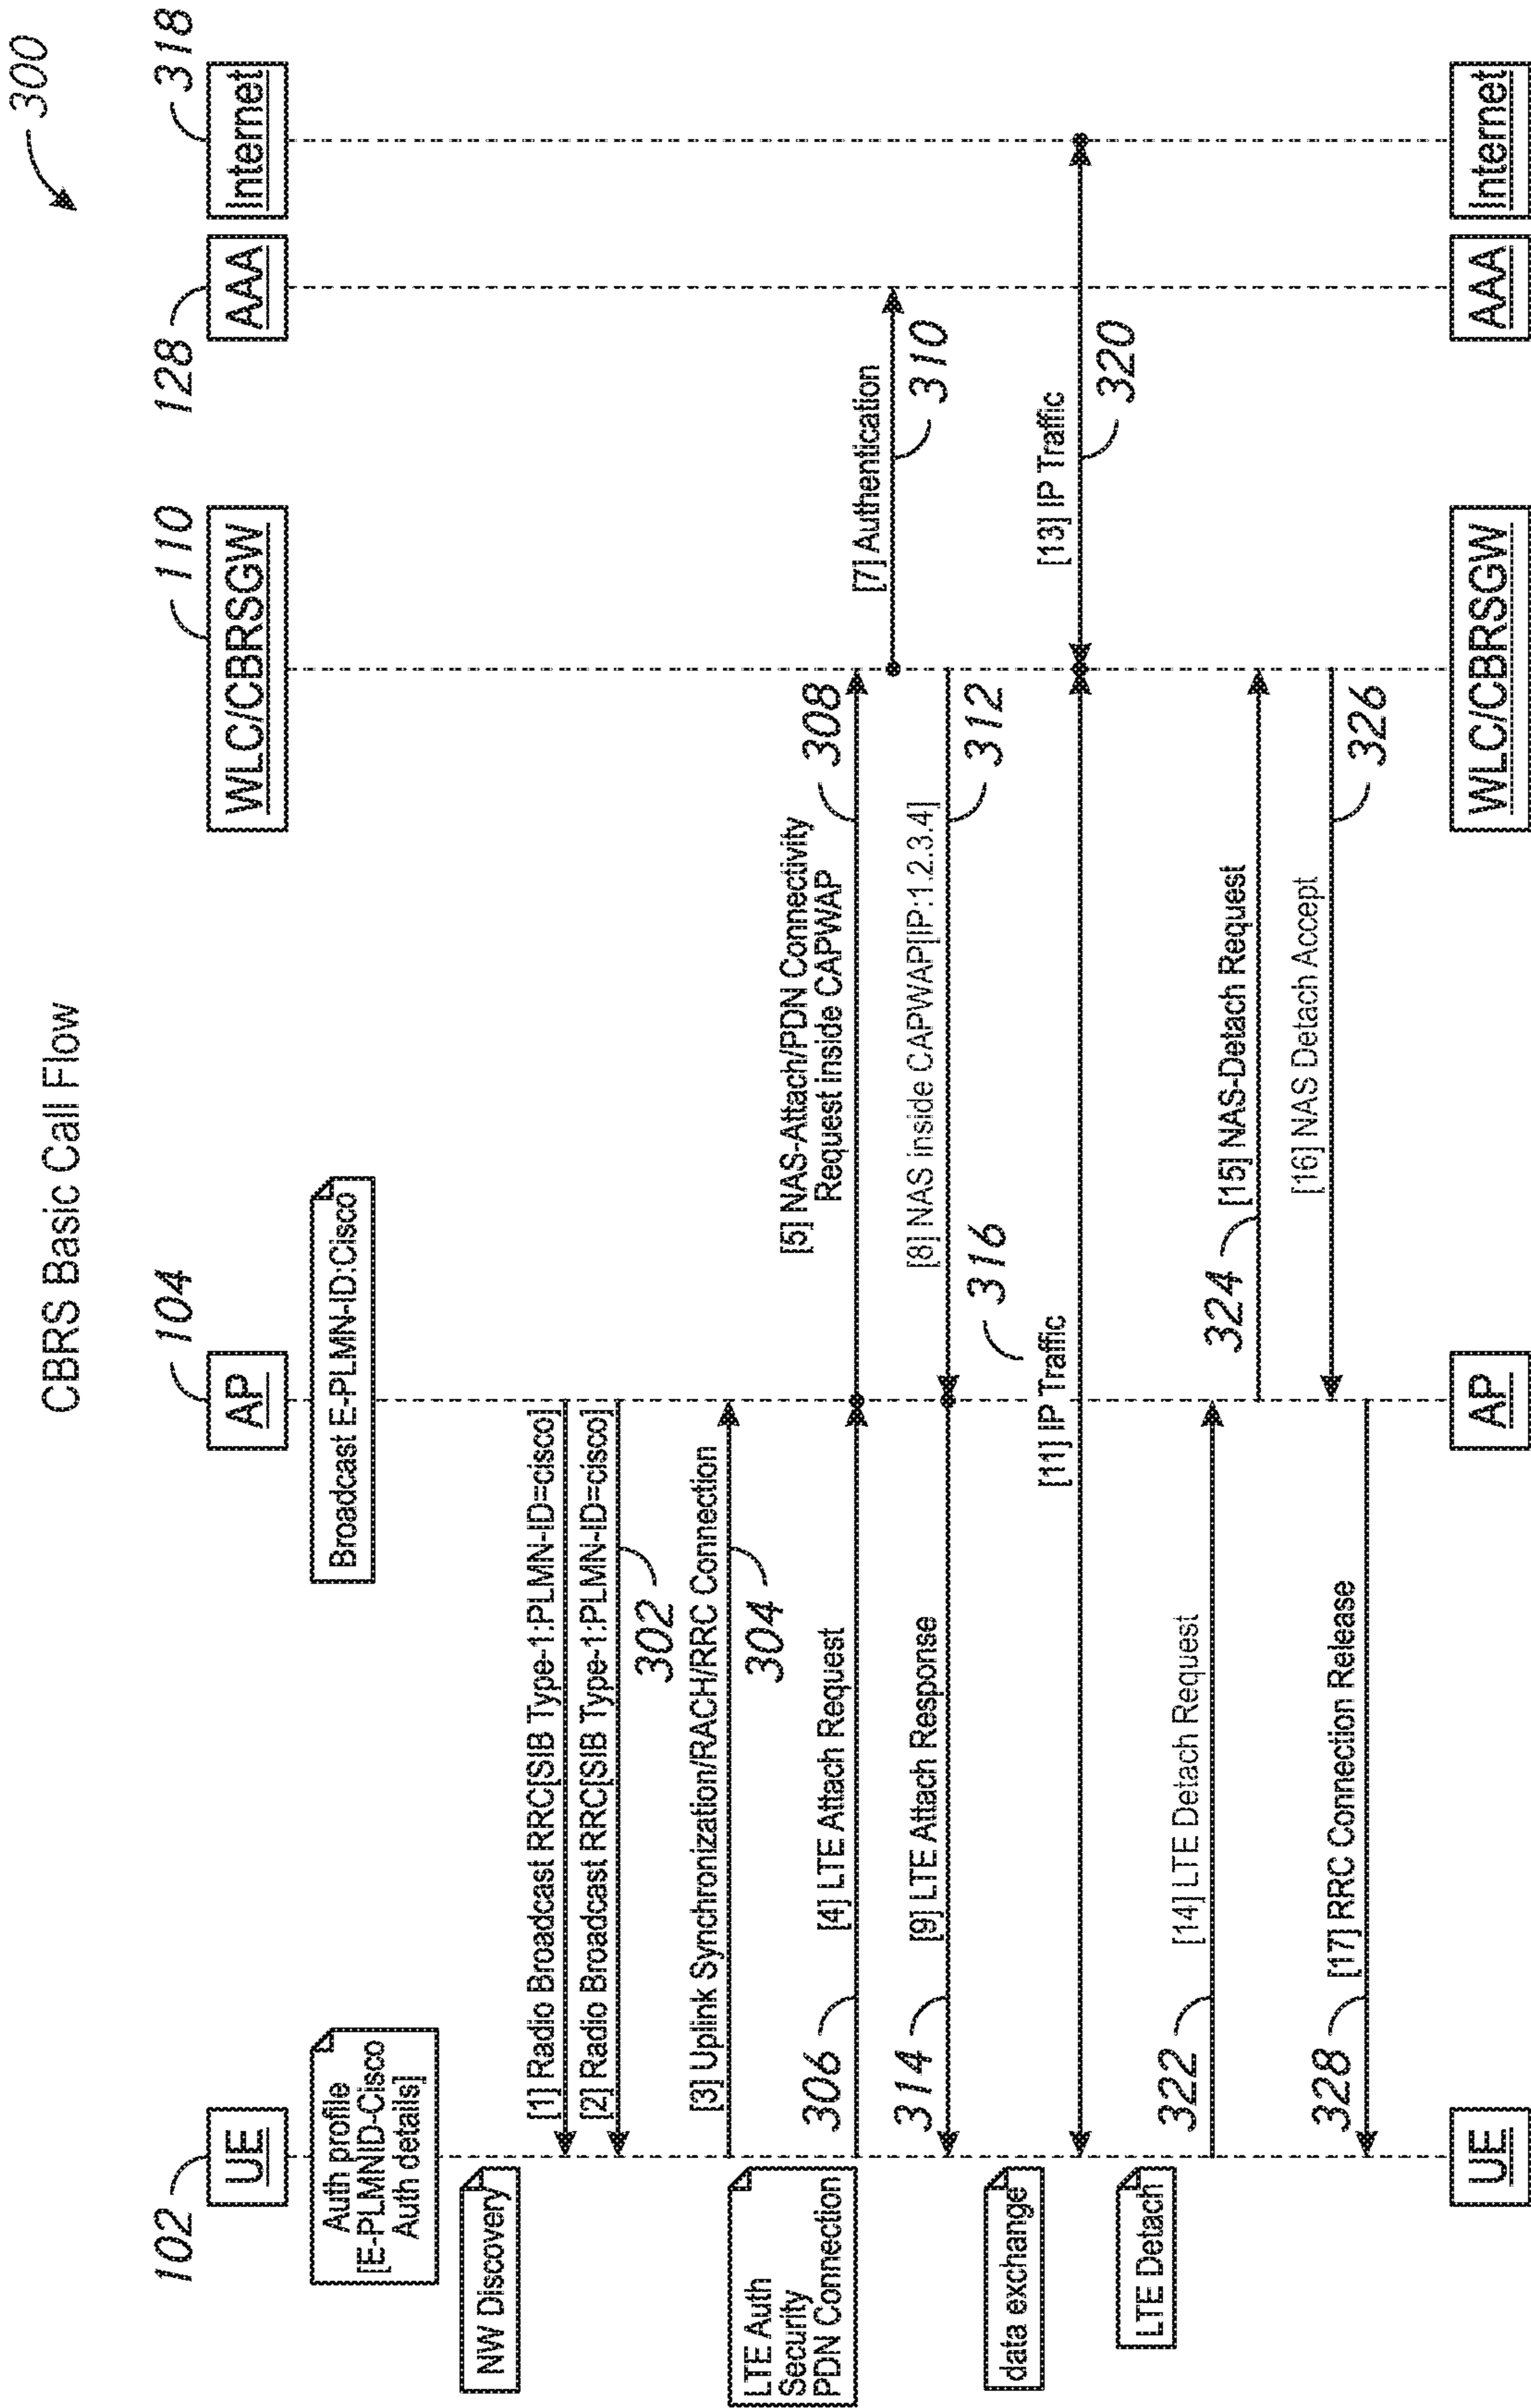 CBRS Basic Call Flow
300
102
104
110
128
318
UE
AP
WLC/CBRSGW
AAA
Internet
Auth profile
[E-PLMNID-Cisco
Auth details]
Broadcast E-PLMN-ID:Cisco
NW Discovery
[1] Radio Broadcast RRC[SIB Type-1:PLMN-ID=cisco]
[2] Radio Broadcast RRC[SIB Type-1:PLMN-ID=cisco]
302
[3] Uplink Synchronization/RACH/RRC Connection
304
LTE Auth
Security
PDN Connection
306
[4] LTE Attach Request
[5] NAS-Attach/PDN Connectivity
Request inside CAPWAP
308
[7] Authentication
310
314
[9] LTE Attach Response
[8] NAS inside CAPWAP[IP:1.2.3.4]
312
316
data exchange
[11] IP Traffic
[13] IP Traffic
320
LTE Detach
322
[14] LTE Detach Request
324
[15] NAS-Detach Request
[16] NAS Detach Accept
326
328
[17] RRC Connection Release
UE
AP
WLC/CBRSGW
AAA
Internet